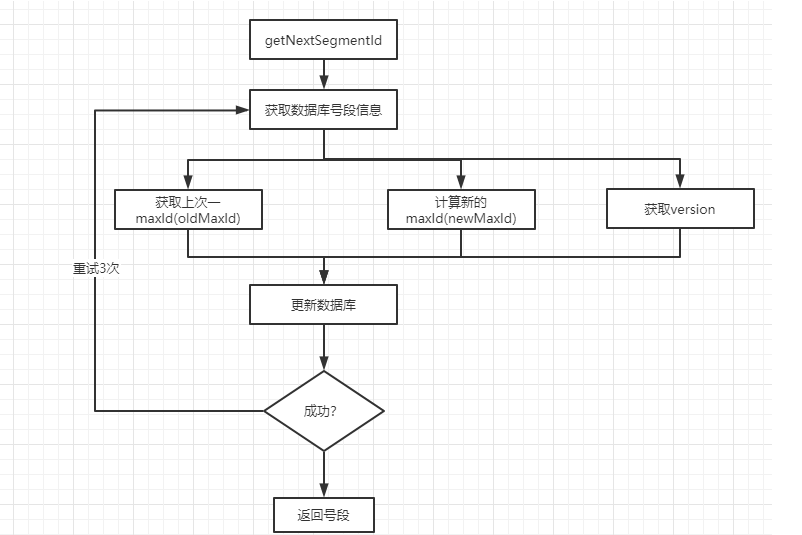 getNextSegmentId
获取数据库号段信息
获取上次一
maxId(oldMaxId)
计算新的
maxId(newMaxId)
获取version
重试3次
更新数据库
成功?
返回号段